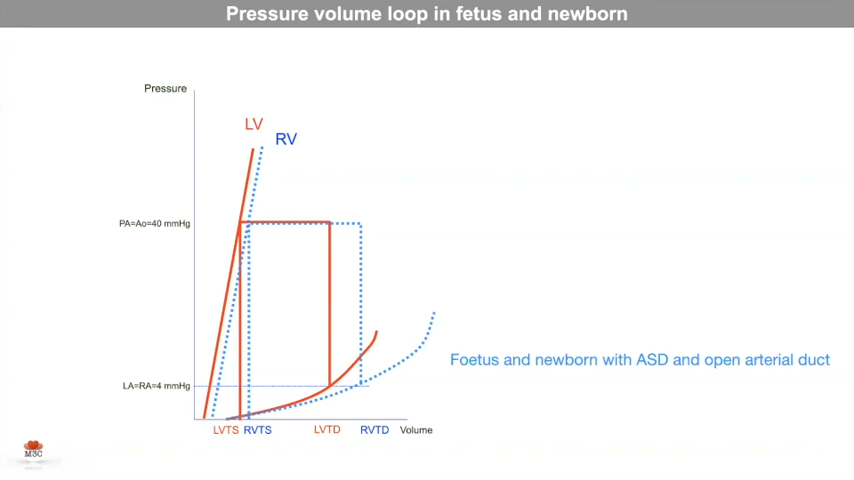 Pressure volume loop in fetus and newborn
Pressure
LV
RV
PA=Ao=40 mmHg
Foetus and newborn with ASD and open arterial duct
LA=RA=4 mmHg
LVTS RVTS LVTD RVTD Volume
M3C